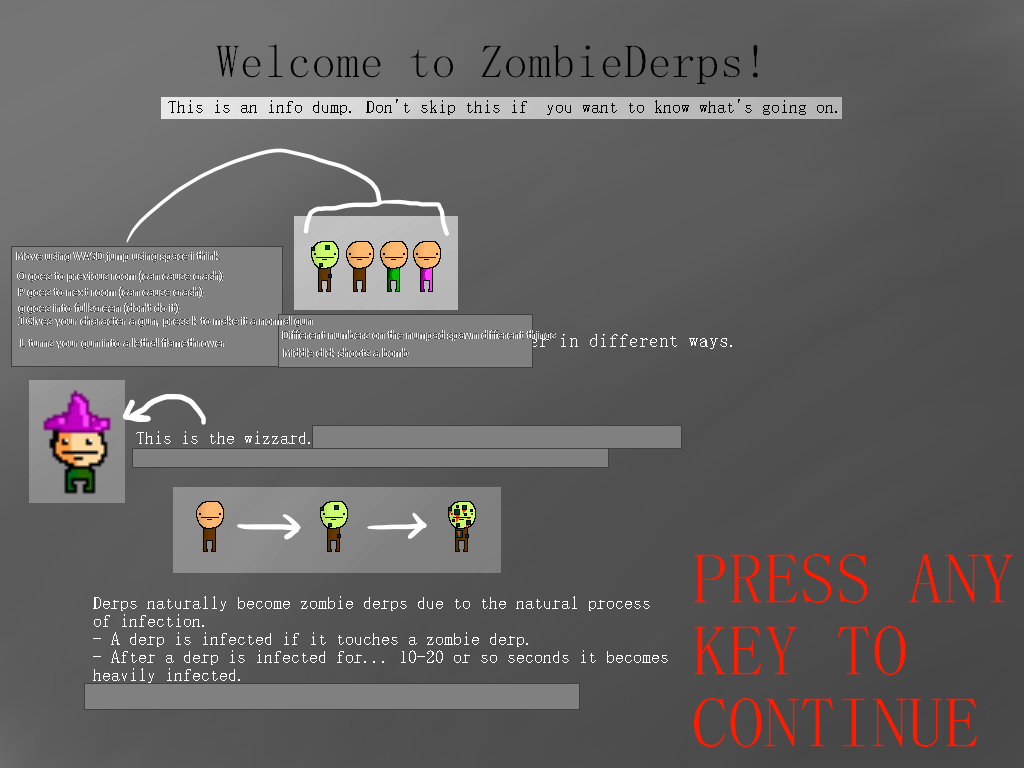 Welcome to ZombieDerps!
This is an info dump. Don't skip this if you want to know what's going on.
Move using WASD jump using space i think
O goes to previous room (can cause crash)
P goes to next room (can cause crash)
g goes into fullscreen (don't do it)
J Gives your character a gun, press k to make it a normal gun
L turns your gun into a lethal flamethrower
Different numbers on the numpad spawn different things
Middle click shoots a bomb
in different ways.
This is the wizzard.
Derps naturally become zombie derps due to the natural process
of infection.
- A derp is infected if it touches a zombie derp.
- After a derp is infected for... 10-20 or so seconds it becomes
heavily infected.
PRESS ANY
KEY TO
CONTINUE